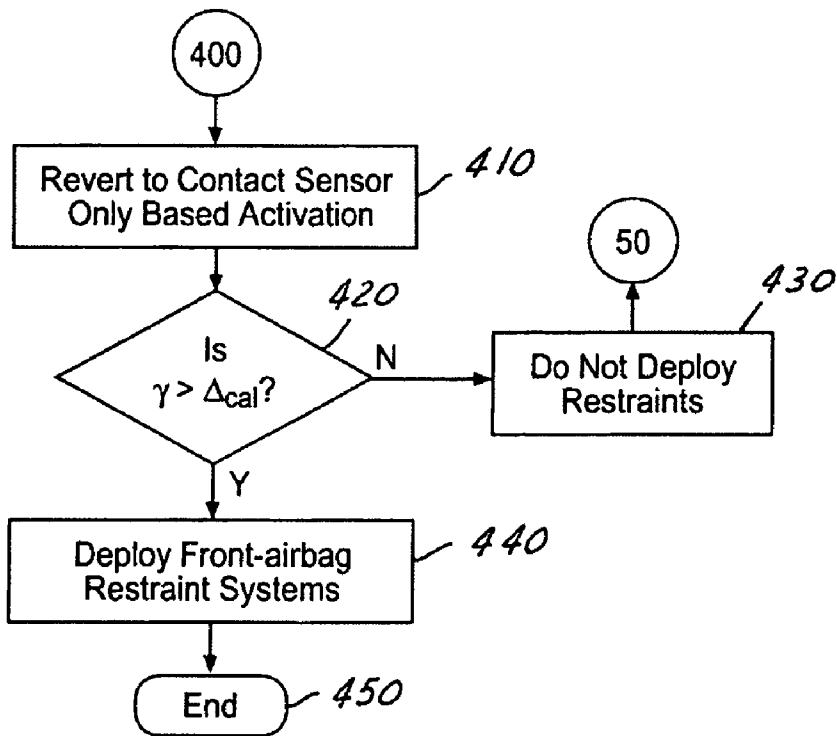 400
Revert to Contact Sensor
Only Based Activation
410
50
420
430
Is
γ > Δcal?
N
Do Not Deploy
Restraints
Y
Deploy Front-airbag
Restraint Systems
440
End
450